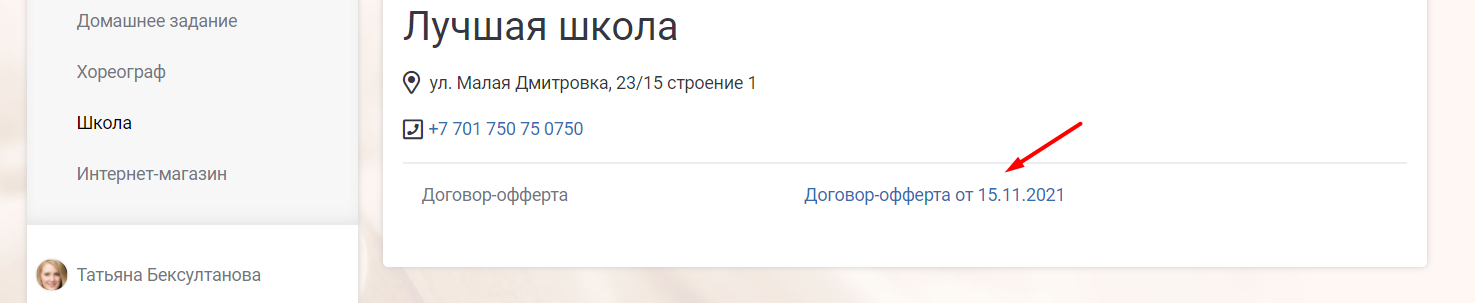 Домашнее задание
Хореограф
Школа
Интернет-магазин
Татьяна Бексултанова
Лучшая школа
ул. Малая Дмитровка, 23/15 строение 1
+7 701 750 75 0750
Договор-офферта Договор-офферта от 15.11.2021